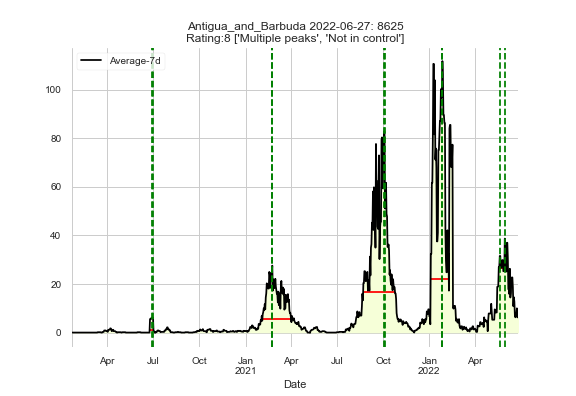 Antigua_and_Barbuda 2022-06-27: 8625
Rating:8 ['Multiple peaks', 'Not in control']
Average-7d
100
80
60
40
20
0
Apr Jul Oct Jan Apr Jul Oct Jan Apr
2021 2022
Date